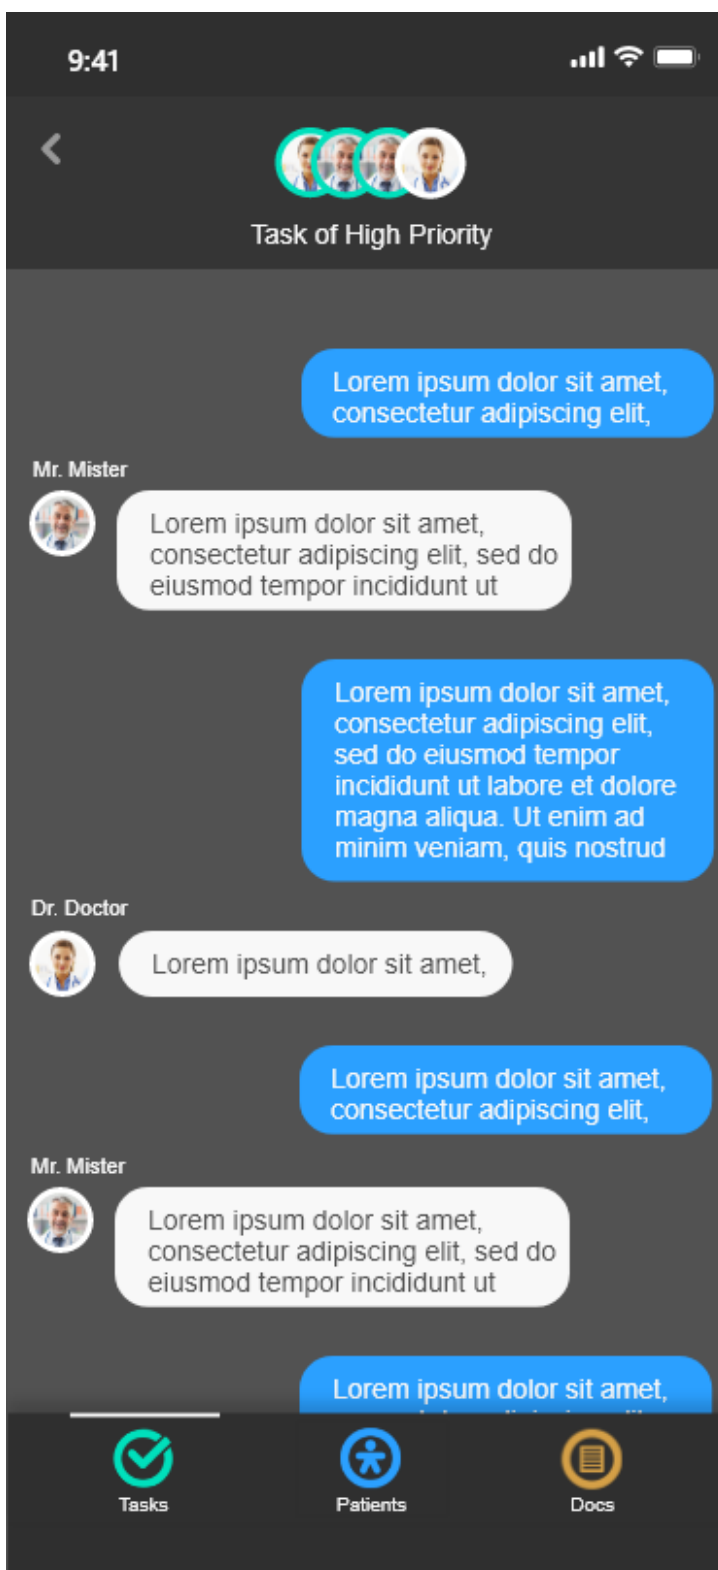 9:41
Task of High Priority
Lorem ipsum dolor sit amet,
consectetur adipiscing elit,
Mr. Mister
Lorem ipsum dolor sit amet,
consectetur adipiscing elit, sed do
eiusmod tempor incididunt ut
Lorem ipsum dolor sit amet,
consectetur adipiscing elit,
sed do eiusmod tempor
incididunt ut labore et dolore
magna aliqua. Ut enim ad
minim veniam, quis nostrud
Dr. Doctor
Lorem ipsum dolor sit amet,
Lorem ipsum dolor sit amet,
consectetur adipiscing elit,
Mr. Mister
Lorem ipsum dolor sit amet,
consectetur adipiscing elit, sed do
eiusmod tempor incididunt ut
Lorem ipsum dolor sit amet,
Tasks
Patients
Docs